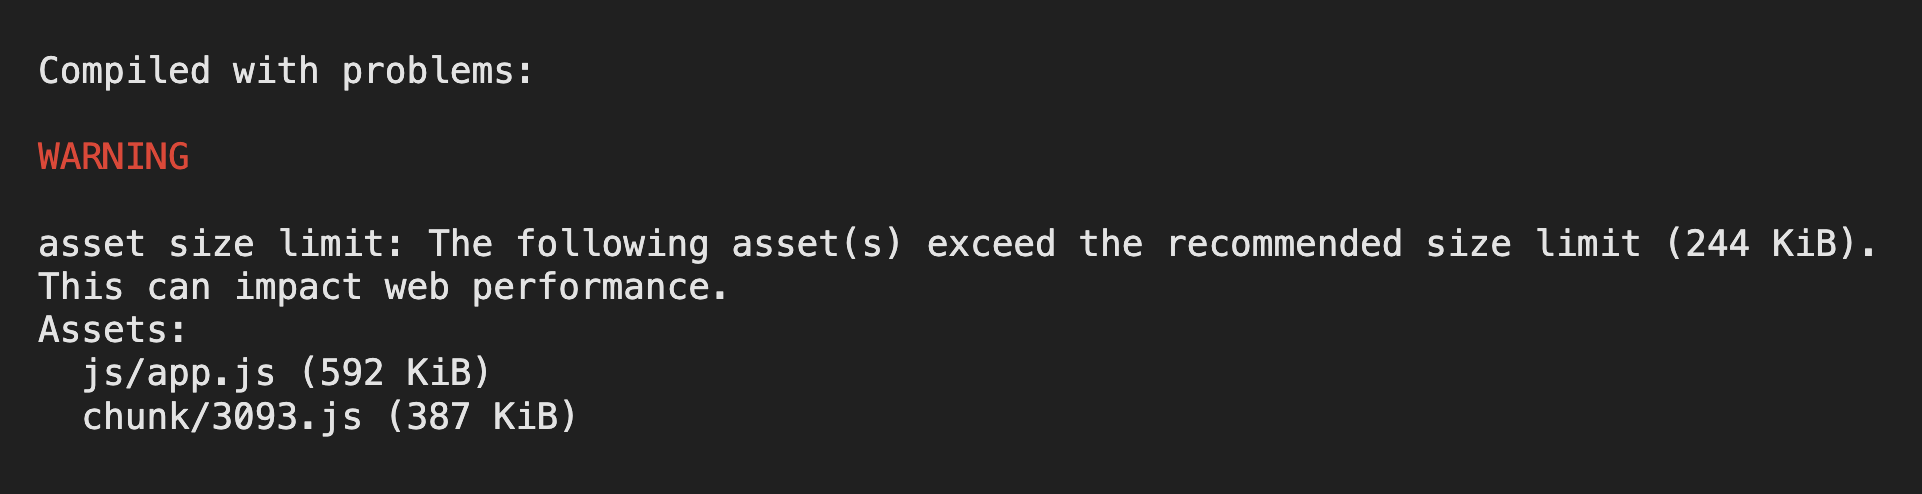 Compiled with problems:
WARNING
asset size limit: The following asset(s) exceed the recommended size limit (244 KiB).
This can impact web performance.
Assets:
js/app.js (592 KiB)
chunk/3093.js (387 KiB)